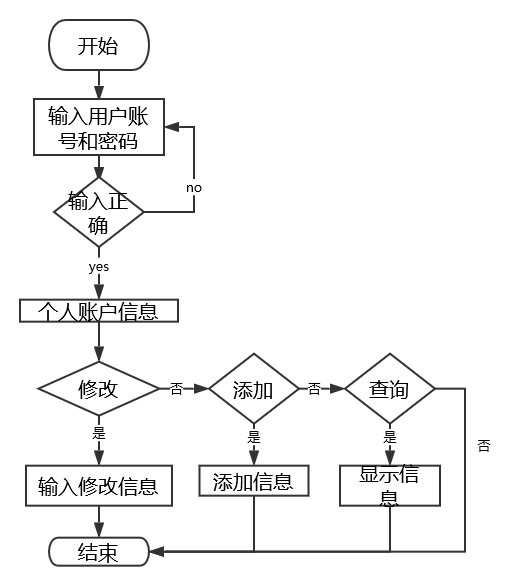 开始
输入用户账
号和密码
no
输入正
确
yes
个人账户信息
修改
否
添加
否
查询
是
是
是
否
输入修改信息
添加信息
显示信
息
结束